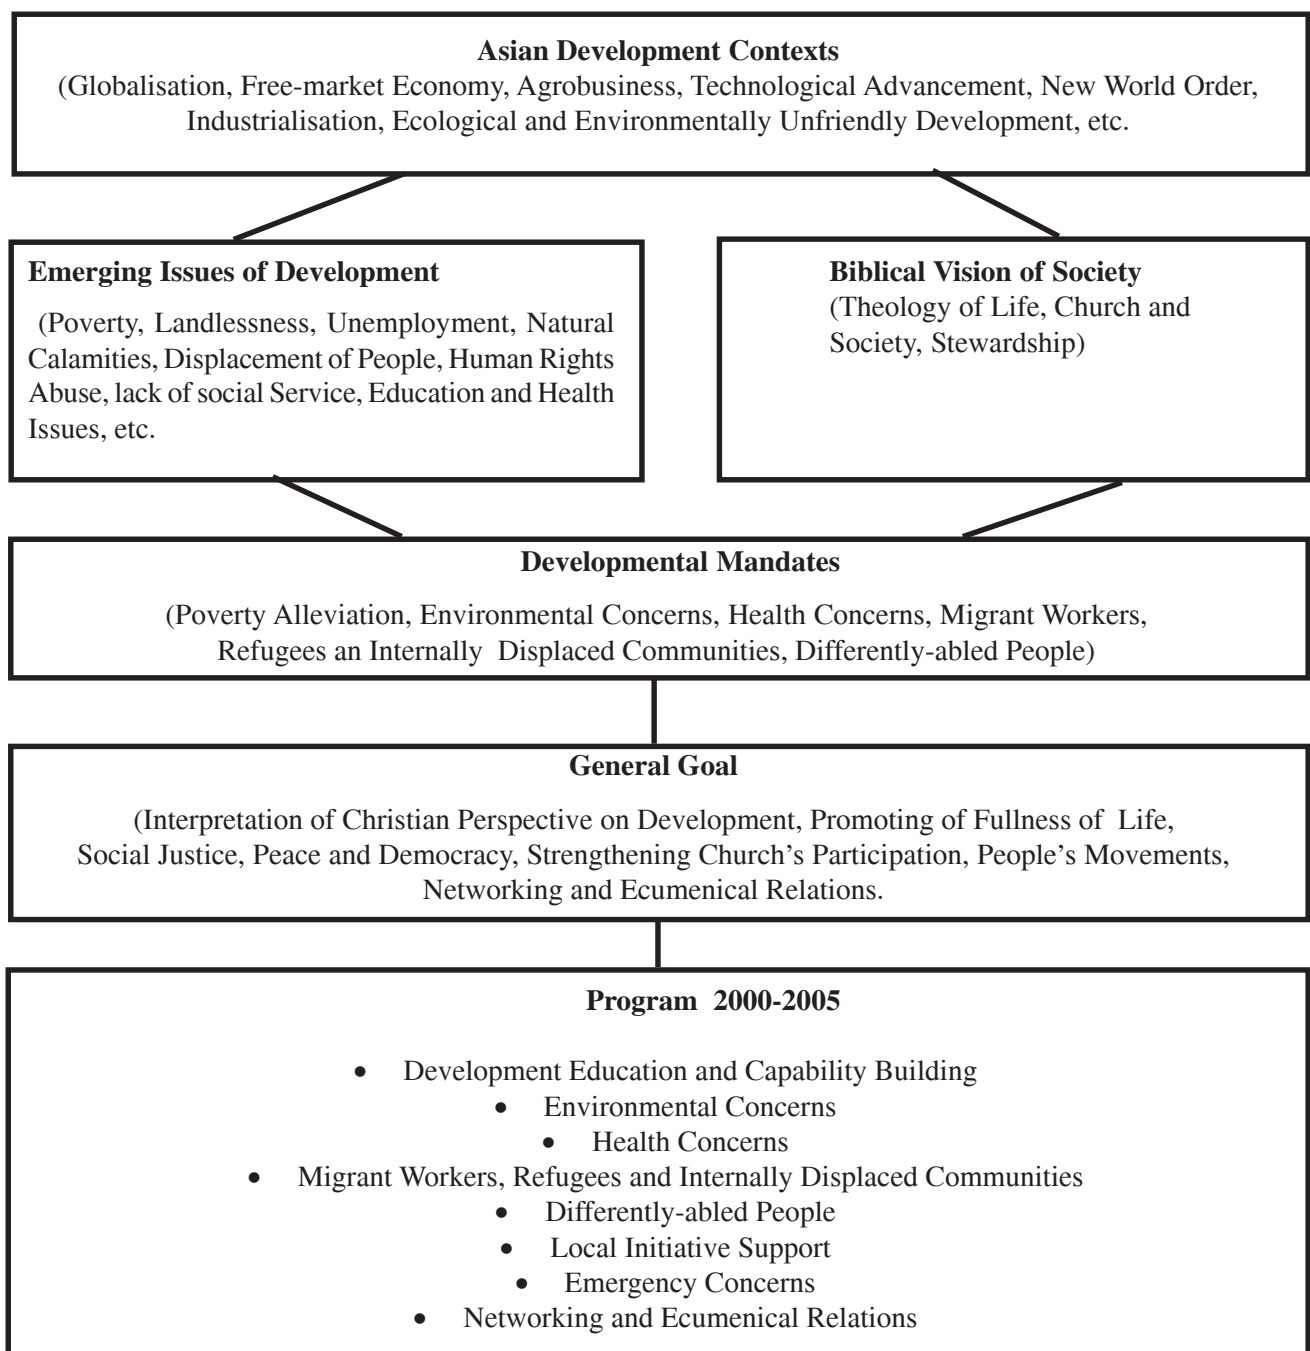 Asian Development Contexts
(Globalisation, Free-market Economy, Agrobusiness, Technological Advancement, New World Order,
Industrialisation, Ecological and Environmentally Unfriendly Development, etc.
Emerging Issues of Development
(Poverty, Landlessness, Unemployment, Natural
Calamities, Displacement of People, Human Rights
Abuse, lack of social Service, Education and Health
Issues, etc.
Biblical Vision of Society
(Theology of Life, Church and
Society, Stewardship)
Developmental Mandates
(Poverty Alleviation, Environmental Concerns, Health Concerns, Migrant Workers,
Refugees an Internally Displaced Communities, Differently-abled People)
General Goal
(Interpretation of Christian Perspective on Development, Promoting of Fullness of Life,
Social Justice, Peace and Democracy, Strengthening Church's Participation, People's Movements,
Networking and Ecumenical Relations.
Program 2000-2005
• Development Education and Capability Building
• Environmental Concerns
• Health Concerns
• Migrant Workers, Refugees and Internally Displaced Communities
• Differently-abled People
• Local Initiative Support
• Emergency Concerns
• Networking and Ecumenical Relations